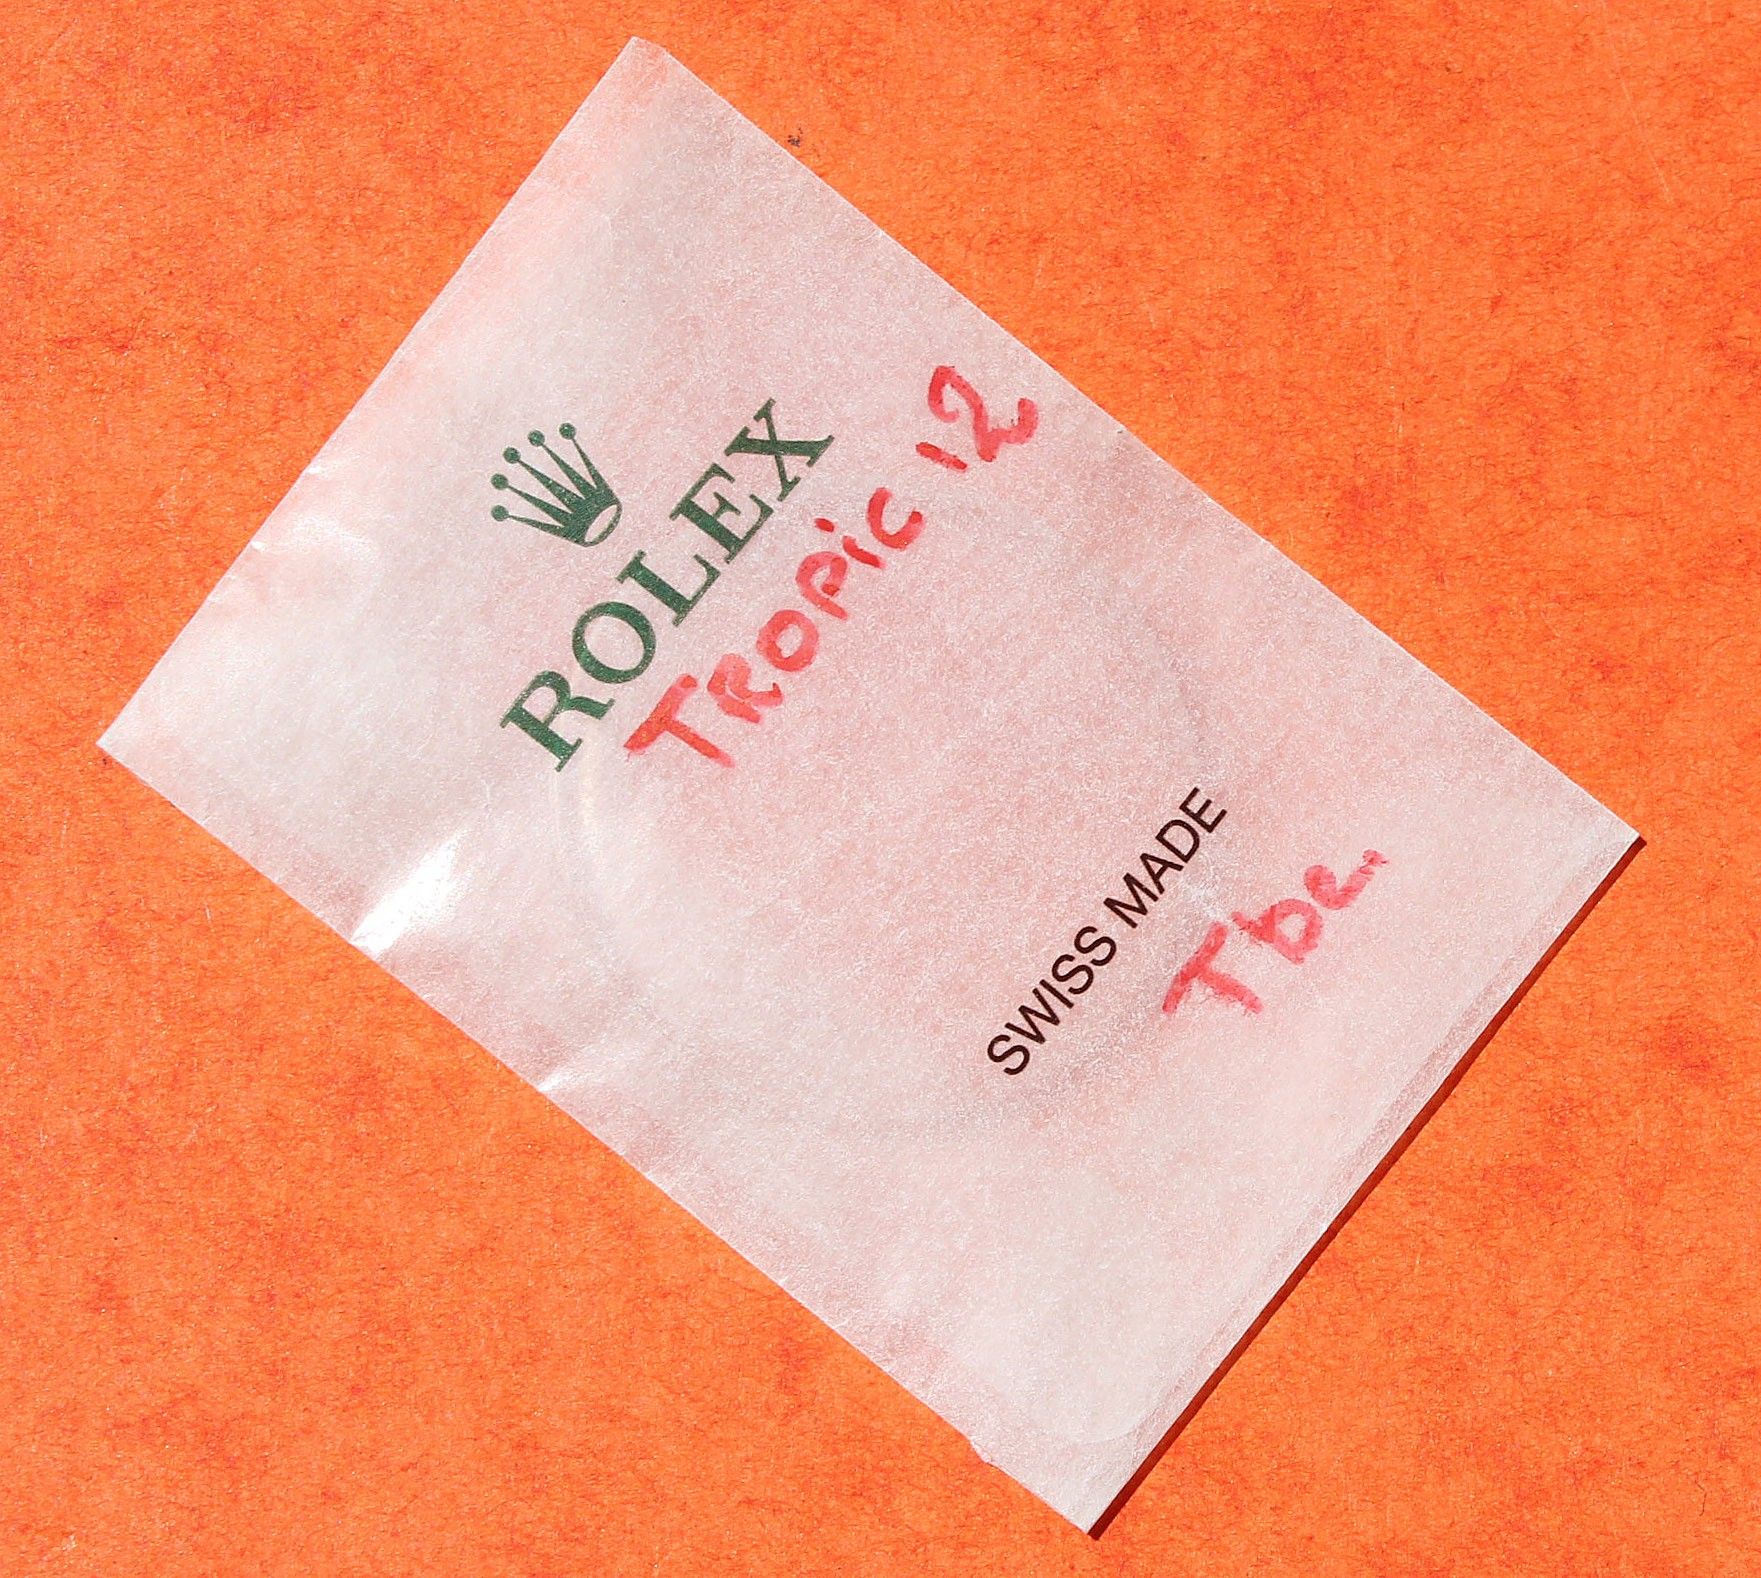 ROLEX
TROPiC 12
SWISS MADE
Tbe.